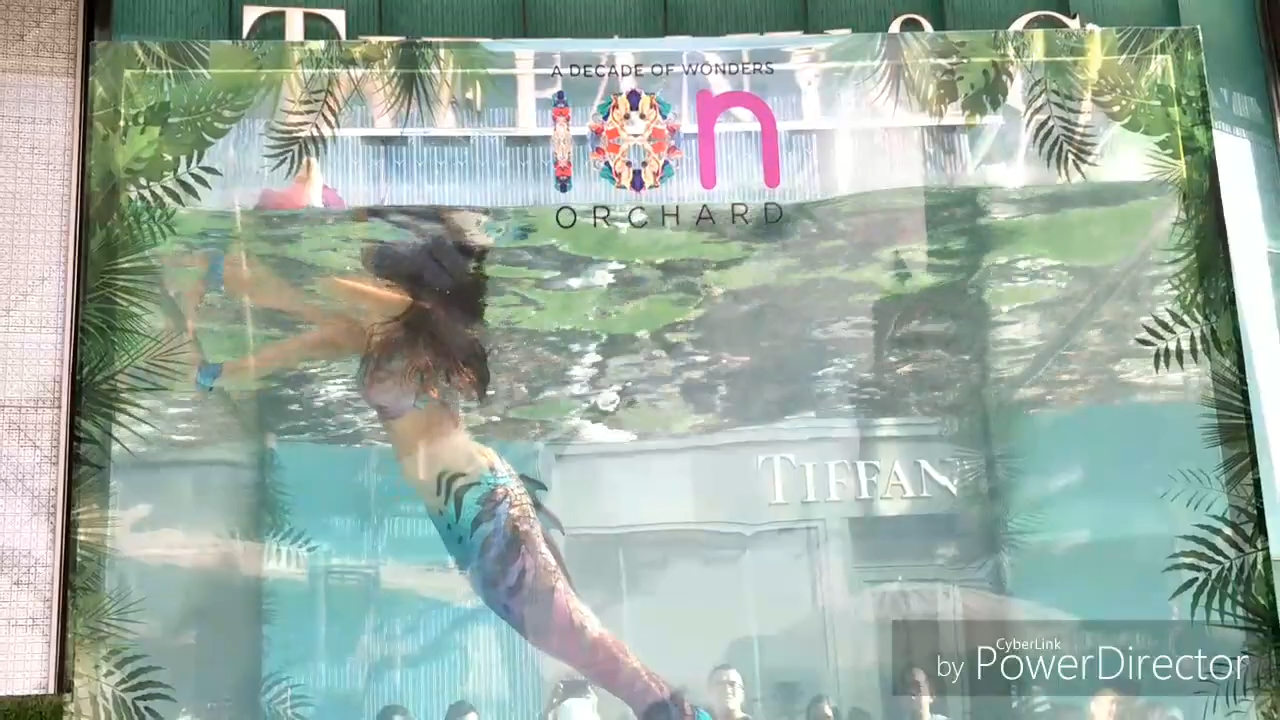 A DECADE OF WONDERS
ion
ORCHARD
TIFFAN
CyberLink
by PowerDirector